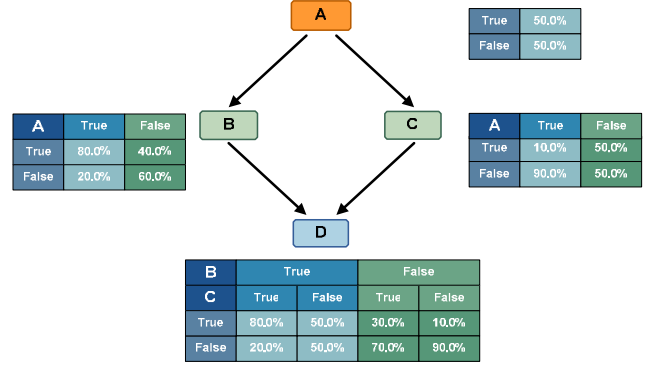 A
True 50.0%
False 50.0%
A True False
True 80.0% 40.0%
False 20.0% 60.0%
B
C
A True False
True 10.0% 50.0%
False 90.0% 50.0%
D
B True False
C True False True False
True 80.0% 50.0% 30.0% 10.0%
False 20.0% 50.0% 70.0% 90.0%